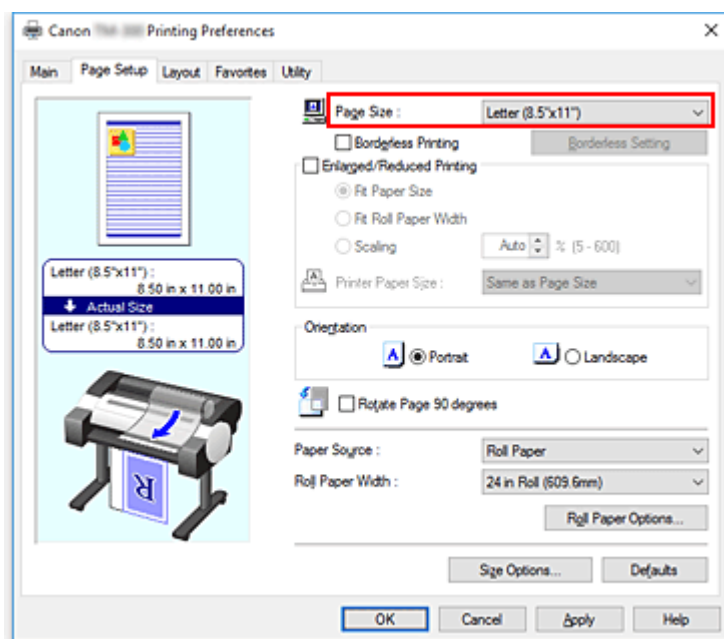 Canon Printing Preferences
Main Page Setup Layout Favorites Utility
Page Size : Letter (8.5"x11")
Borderless Printing Borderless Setting
Enlarged/Reduced Printing
Fit Paper Size
Fit Roll Paper Width
Scaling Auto % (5 - 600)
Printer Paper Size : Same as Page Size
Letter (8.5"x11") :
8.50 in x 11.00 in
Actual Size
Letter (8.5"x11") :
8.50 in x 11.00 in
Orientation
A Portrait A Landscape
Rotate Page 90 degrees
R
Paper Source : Roll Paper
Roll Paper Width : 24 in Roll (609.6mm)
Roll Paper Options...
Size Options... Defaults
OK Cancel Apply Help